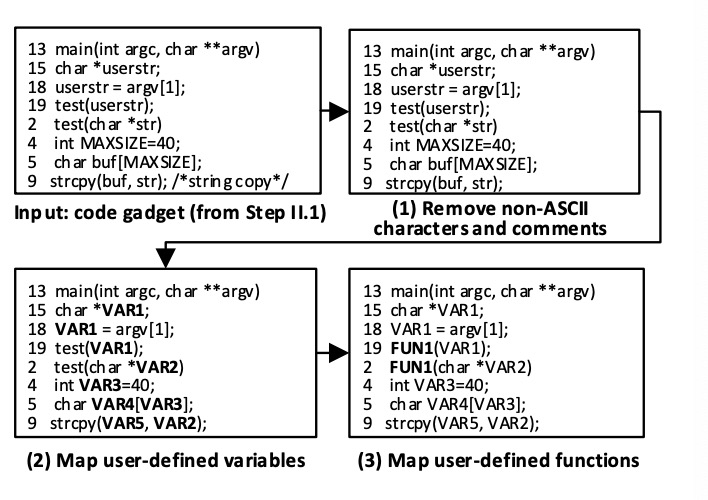 13 main(int argc, char **argv)
15 char *userstr;
18 userstr = argv[1];
19 test(userstr);
2 test(char *str)
4 int MAXSIZE=40;
5 char buf[MAXSIZE];
9 strcpy(buf, str); /*string copy*/
Input: code gadget (from Step II.1)
13 main(int argc, char **argv)
15 char *userstr;
18 userstr = argv[1];
19 test(userstr);
2 test(char *str)
4 int MAXSIZE=40;
5 char buf[MAXSIZE];
9 strcpy(buf, str);
(1) Remove non-ASCII
characters and comments
13 main(int argc, char **argv)
15 char *VAR1;
18 VAR1 = argv[1];
19 test(VAR1);
2 test(char *VAR2)
4 int VAR3=40;
5 char VAR4[VAR3];
9 strcpy(VAR5, VAR2);
(2) Map user-defined variables
13 main(int argc, char **argv)
15 char *VAR1;
18 VAR1 = argv[1];
19 FUN1(VAR1);
2 FUN1(char *VAR2)
4 int VAR3=40;
5 char VAR4[VAR3];
9 strcpy(VAR5, VAR2);
(3) Map user-defined functions